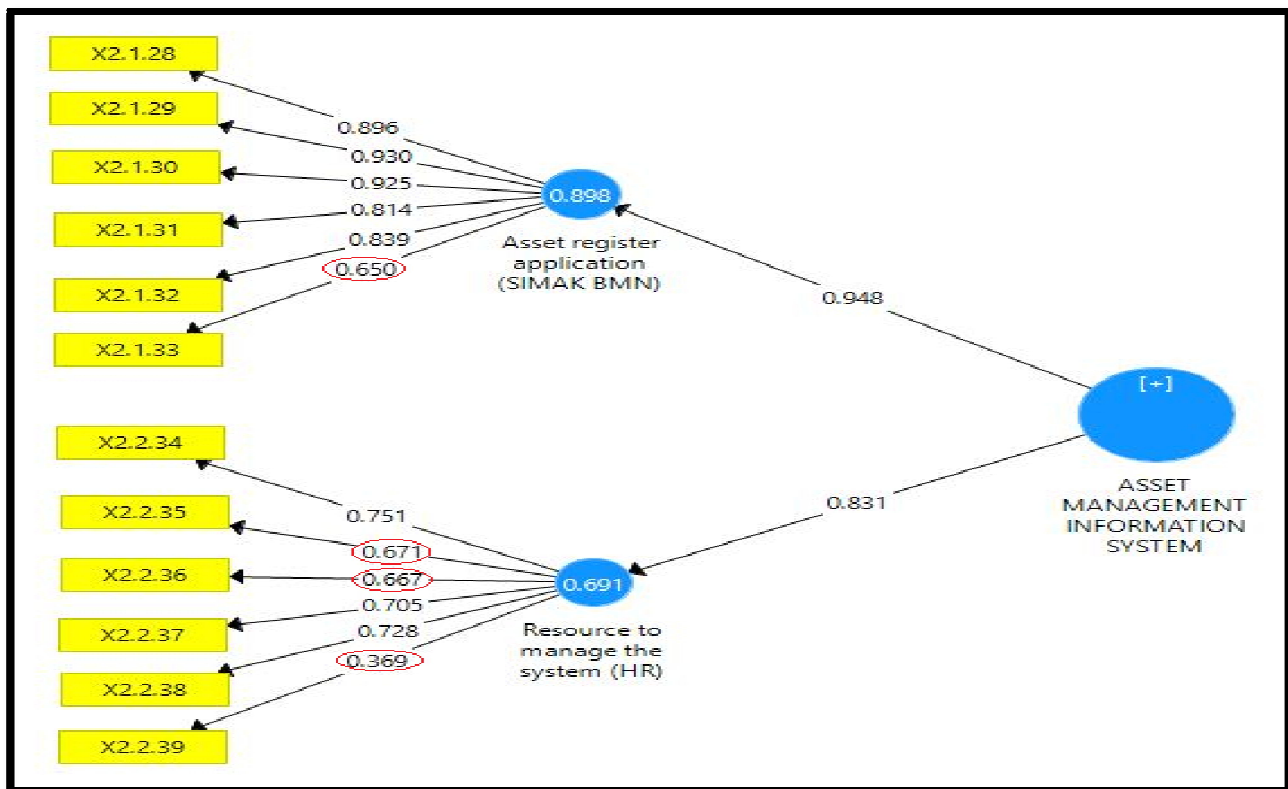 X2.1.28
X2.1.29
X2.1.30
X2.1.31
X2.1.32
X2.1.33
0.896
0.930
0.925
0.814
0.839
0.650
0.898
Asset register
application
(SIMAK BMN)
0.948
[+]
ASSET
MANAGEMENT
INFORMATION
SYSTEM
0.831
X2.2.34
X2.2.35
X2.2.36
X2.2.37
X2.2.38
X2.2.39
0.751
0.671
0.667
0.705
0.728
0.369
0.691
Resource to
manage the
system (HR)